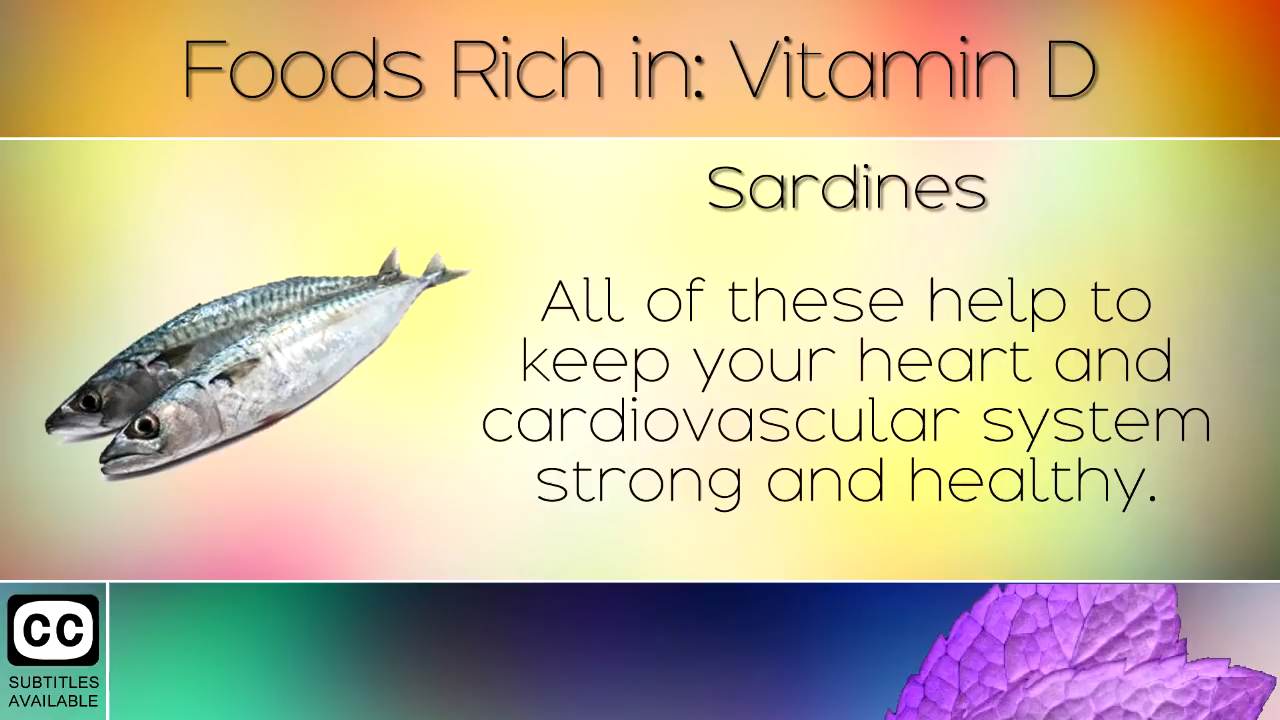 Foods Rich in: Vitamin D
Sardines
All of these help to
keep your heart and
cardiovascular system
strong and healthy.
CC
SUBTITLES
AVAILABLE